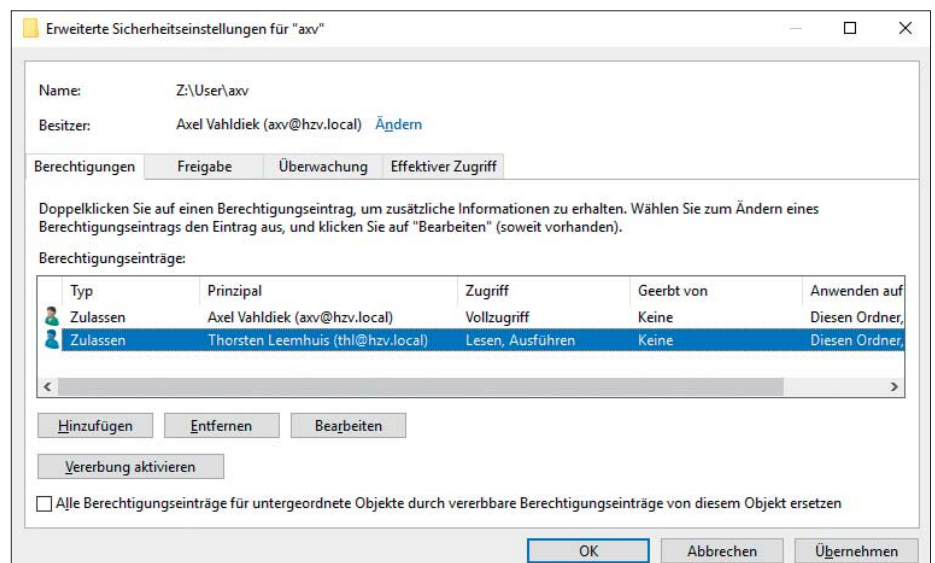 Erweiterte Sicherheitseinstellungen für "axv"
Name: Z:\User\axv
Besitzer: Axel Vahldiek (axv@hzv.local) Ändern
Berechtigungen Freigabe Überwachung Effektiver Zugriff
Doppelklicken Sie auf einen Berechtigungseintrag, um zusätzliche Informationen zu erhalten. Wählen Sie zum Ändern eines
Berechtigungseintrags den Eintrag aus, und klicken Sie auf "Bearbeiten" (soweit vorhanden).
Berechtigungseinträge:
Typ Prinzipal Zugriff Geerbt von Anwenden auf
Zulassen Axel Vahldiek (axv@hzv.local) Vollzugriff Keine Diesen Ordner,
Zulassen Thorsten Leemhuis (thl@hzv.local) Lesen, Ausführen Keine Diesen Ordner,
Hinzufügen Entfernen Bearbeiten
Vererbung aktivieren
Alle Berechtigungseinträge für untergeordnete Objekte durch vererbbare Berechtigungseinträge von diesem Objekt ersetzen
OK Abbrechen Übernehmen